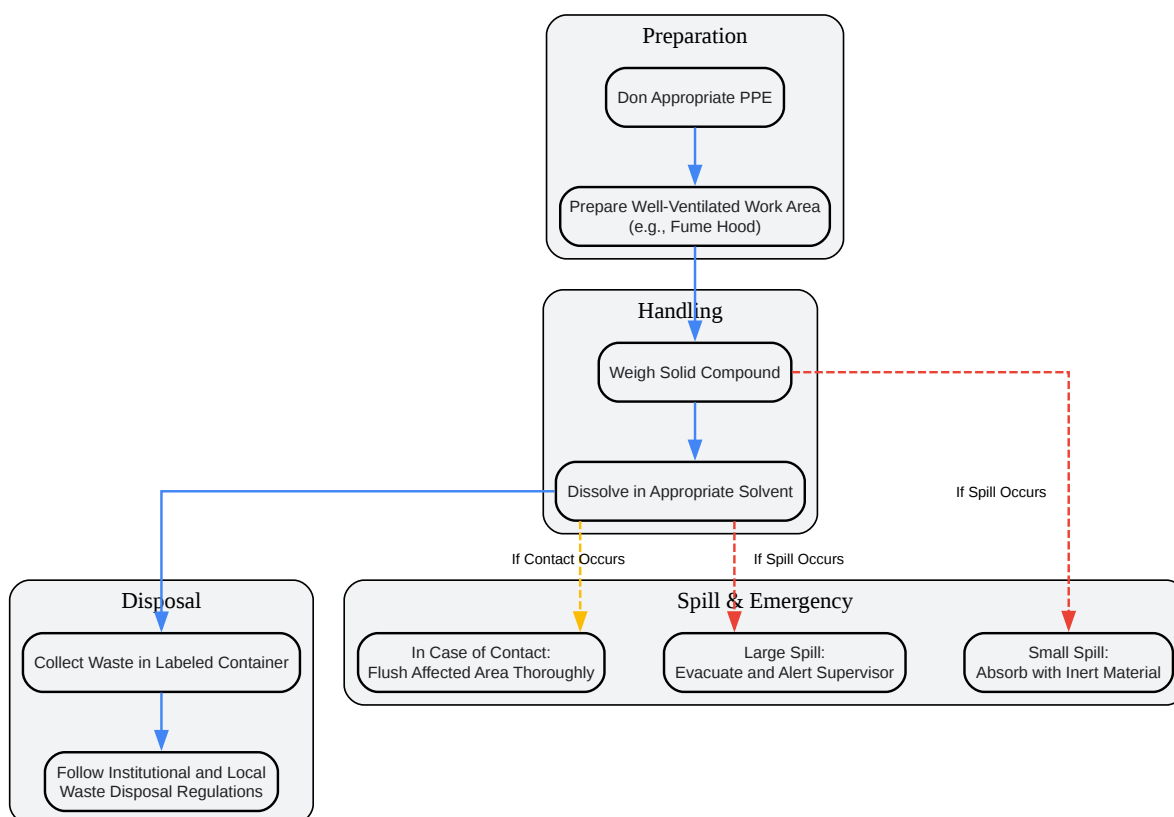 Preparation
Don Appropriate PPE
Prepare Well-Ventilated Work Area
(e.g., Fume Hood)
Handling
Weigh Solid Compound
Dissolve in Appropriate Solvent
If Spill Occurs
If Contact Occurs
If Spill Occurs
Disposal
Collect Waste in Labeled Container
Follow Institutional and Local
Waste Disposal Regulations
Spill & Emergency
In Case of Contact:
Flush Affected Area Thoroughly
Large Spill:
Evacuate and Alert Supervisor
Small Spill:
Absorb with Inert Material